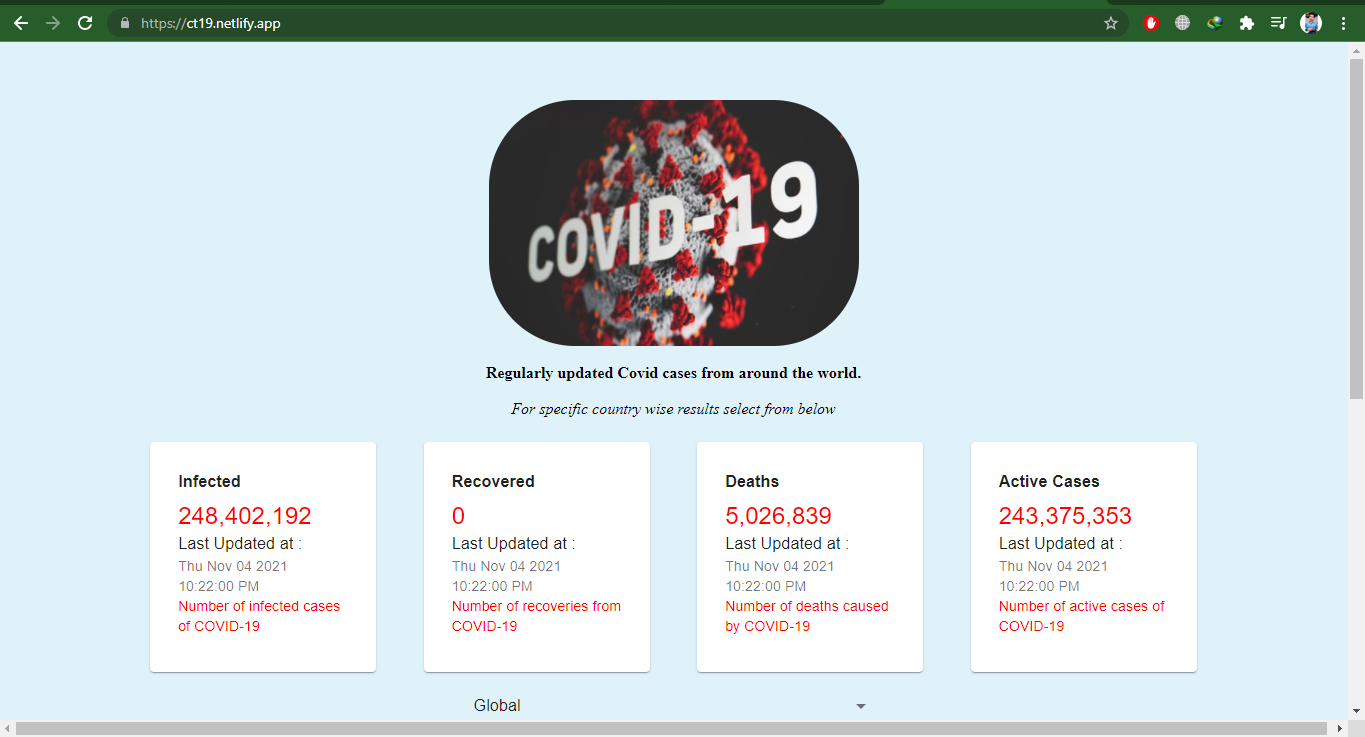 https://ct19.netlify.app
COVID-19
Regularly updated Covid cases from around the world.
For specific country wise results select from below
Infected
248,402,192
Last Updated at :
Thu Nov 04 2021
10:22:00 PM
Number of infected cases
of COVID-19
Recovered
0
Last Updated at :
Thu Nov 04 2021
10:22:00 PM
Number of recoveries from
COVID-19
Deaths
5,026,839
Last Updated at :
Thu Nov 04 2021
10:22:00 PM
Number of deaths caused
by COVID-19
Active Cases
243,375,353
Last Updated at :
Thu Nov 04 2021
10:22:00 PM
Number of active cases of
COVID-19
Global